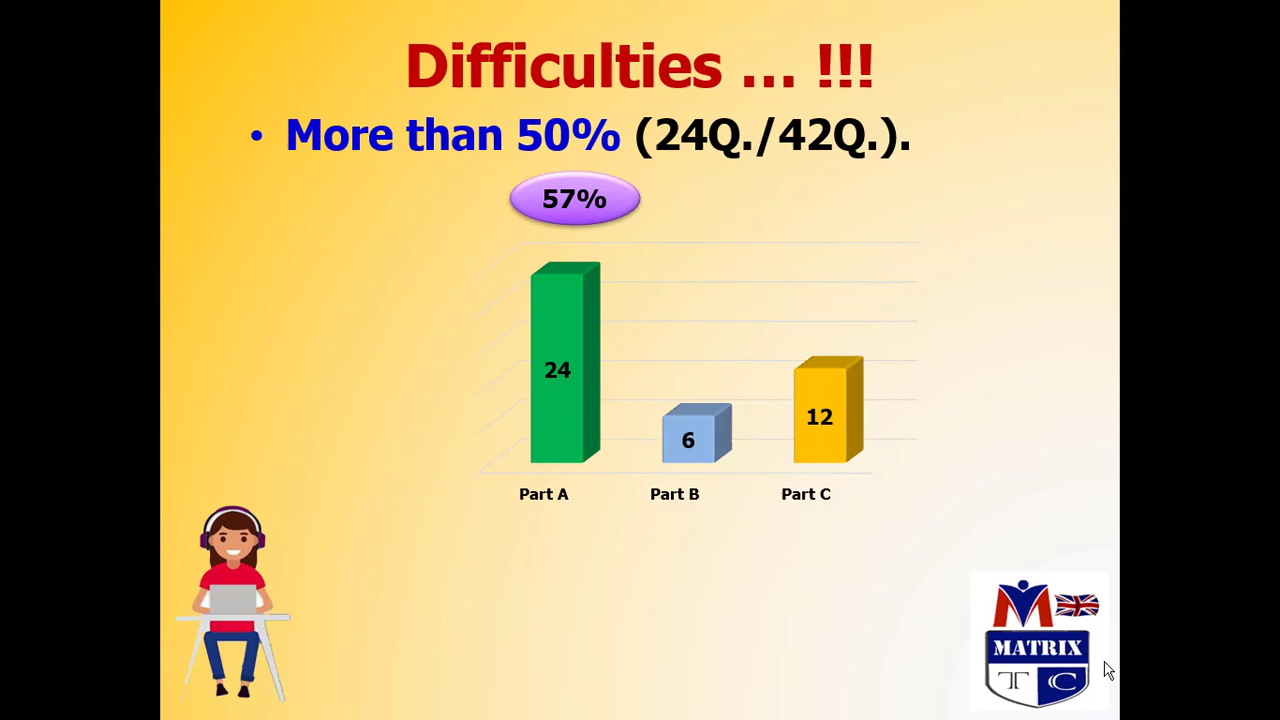 Difficulties ... !!!
• More than 50% (24Q./42Q.).
57%
24
6
12
Part A
Part B
Part C
M
MATRIX
T C